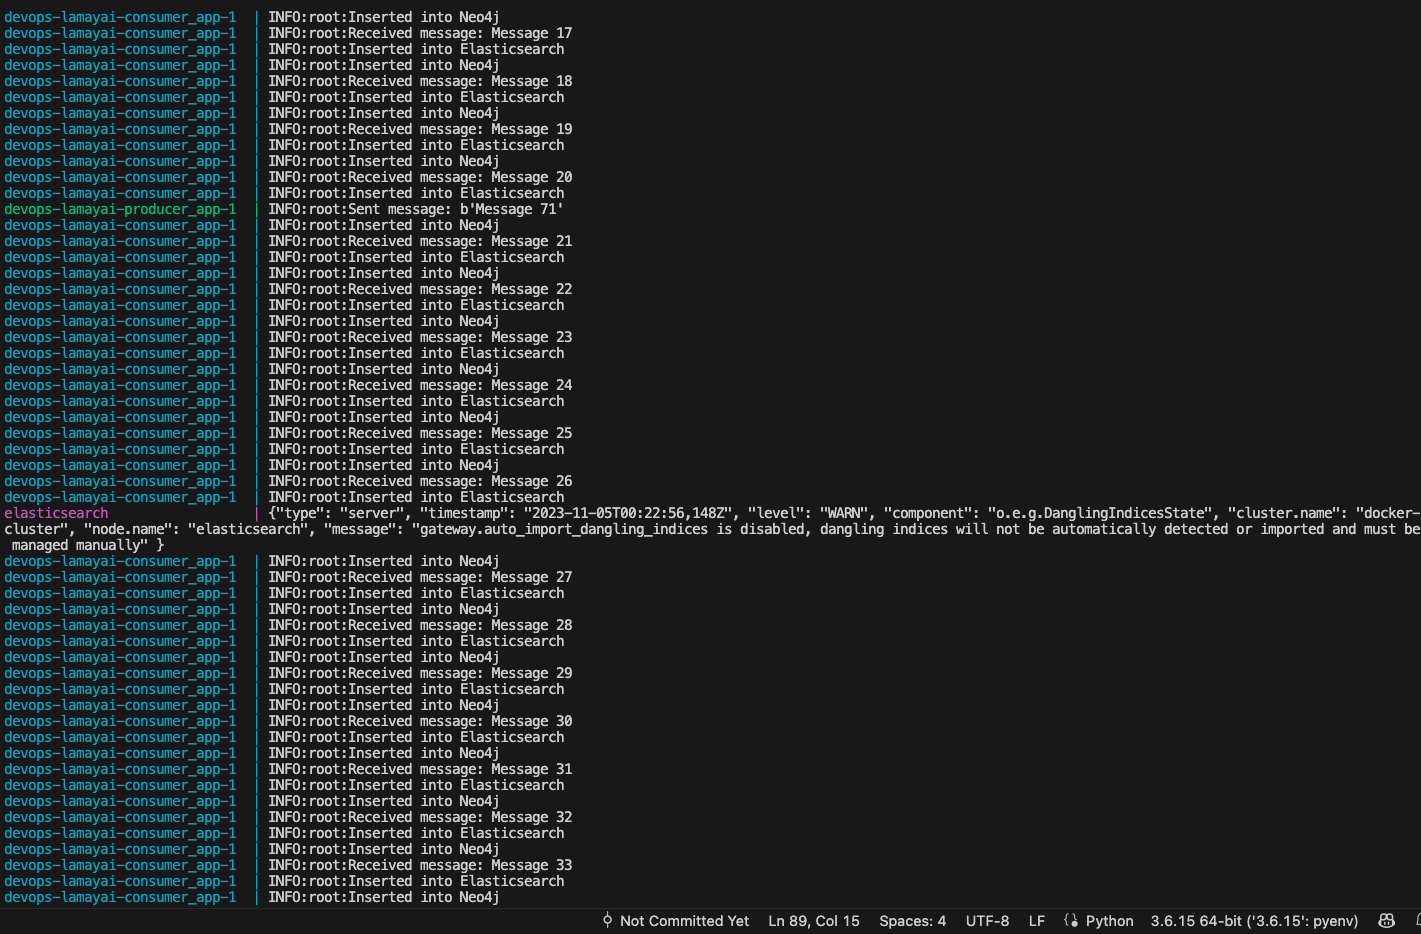 devops-lamayai-consumer_app-1 | INFO:root:Inserted into Neo4j
devops-lamayai-consumer_app-1 | INFO:root:Received message: Message 17
devops-lamayai-consumer_app-1 | INFO:root:Inserted into Elasticsearch
devops-lamayai-consumer_app-1 | INFO:root:Inserted into Neo4j
devops-lamayai-consumer_app-1 | INFO:root:Received message: Message 18
devops-lamayai-consumer_app-1 | INFO:root:Inserted into Elasticsearch
devops-lamayai-consumer_app-1 | INFO:root:Inserted into Neo4j
devops-lamayai-consumer_app-1 | INFO:root:Received message: Message 19
devops-lamayai-consumer_app-1 | INFO:root:Inserted into Elasticsearch
devops-lamayai-consumer_app-1 | INFO:root:Inserted into Neo4j
devops-lamayai-consumer_app-1 | INFO:root:Received message: Message 20
devops-lamayai-consumer_app-1 | INFO:root:Inserted into Elasticsearch
devops-lamayai-producer_app-1 | INFO:root:Sent message: b'Message 71'
devops-lamayai-consumer_app-1 | INFO:root:Inserted into Neo4j
devops-lamayai-consumer_app-1 | INFO:root:Received message: Message 21
devops-lamayai-consumer_app-1 | INFO:root:Inserted into Elasticsearch
devops-lamayai-consumer_app-1 | INFO:root:Inserted into Neo4j
devops-lamayai-consumer_app-1 | INFO:root:Received message: Message 22
devops-lamayai-consumer_app-1 | INFO:root:Inserted into Elasticsearch
devops-lamayai-consumer_app-1 | INFO:root:Inserted into Neo4j
devops-lamayai-consumer_app-1 | INFO:root:Received message: Message 23
devops-lamayai-consumer_app-1 | INFO:root:Inserted into Elasticsearch
devops-lamayai-consumer_app-1 | INFO:root:Inserted into Neo4j
devops-lamayai-consumer_app-1 | INFO:root:Received message: Message 24
devops-lamayai-consumer_app-1 | INFO:root:Inserted into Elasticsearch
devops-lamayai-consumer_app-1 | INFO:root:Inserted into Neo4j
devops-lamayai-consumer_app-1 | INFO:root:Received message: Message 25
devops-lamayai-consumer_app-1 | INFO:root:Inserted into Elasticsearch
devops-lamayai-consumer_app-1 | INFO:root:Inserted into Neo4j
devops-lamayai-consumer_app-1 | INFO:root:Received message: Message 26
devops-lamayai-consumer_app-1 | INFO:root:Inserted into Elasticsearch
elasticsearch | {"type": "server", "timestamp": "2023-11-05T00:22:56,148Z", "level": "WARN", "component": "o.e.g.DanglingIndicesState", "cluster.name": "docker-
cluster", "node.name": "elasticsearch", "message": "gateway.auto_import_dangling_indices is disabled, dangling indices will not be automatically detected or imported and must be
managed manually" }
devops-lamayai-consumer_app-1 | INFO:root:Inserted into Neo4j
devops-lamayai-consumer_app-1 | INFO:root:Received message: Message 27
devops-lamayai-consumer_app-1 | INFO:root:Inserted into Elasticsearch
devops-lamayai-consumer_app-1 | INFO:root:Inserted into Neo4j
devops-lamayai-consumer_app-1 | INFO:root:Received message: Message 28
devops-lamayai-consumer_app-1 | INFO:root:Inserted into Elasticsearch
devops-lamayai-consumer_app-1 | INFO:root:Inserted into Neo4j
devops-lamayai-consumer_app-1 | INFO:root:Received message: Message 29
devops-lamayai-consumer_app-1 | INFO:root:Inserted into Elasticsearch
devops-lamayai-consumer_app-1 | INFO:root:Inserted into Neo4j
devops-lamayai-consumer_app-1 | INFO:root:Received message: Message 30
devops-lamayai-consumer_app-1 | INFO:root:Inserted into Elasticsearch
devops-lamayai-consumer_app-1 | INFO:root:Inserted into Neo4j
devops-lamayai-consumer_app-1 | INFO:root:Received message: Message 31
devops-lamayai-consumer_app-1 | INFO:root:Inserted into Elasticsearch
devops-lamayai-consumer_app-1 | INFO:root:Inserted into Neo4j
devops-lamayai-consumer_app-1 | INFO:root:Received message: Message 32
devops-lamayai-consumer_app-1 | INFO:root:Inserted into Elasticsearch
devops-lamayai-consumer_app-1 | INFO:root:Inserted into Neo4j
devops-lamayai-consumer_app-1 | INFO:root:Received message: Message 33
devops-lamayai-consumer_app-1 | INFO:root:Inserted into Elasticsearch
devops-lamayai-consumer_app-1 | INFO:root:Inserted into Neo4j
Not Committed Yet Ln 89, Col 15 Spaces: 4 UTF-8 LF Python 3.6.15 64-bit ('3.6.15': pyenv)